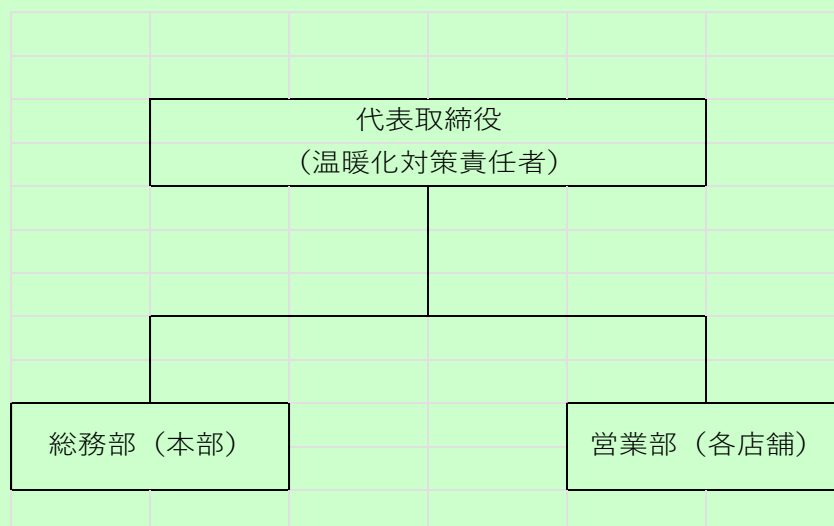 代表取締役
（温暖化対策責任者）
総務部（本部）
営業部（各店舗）